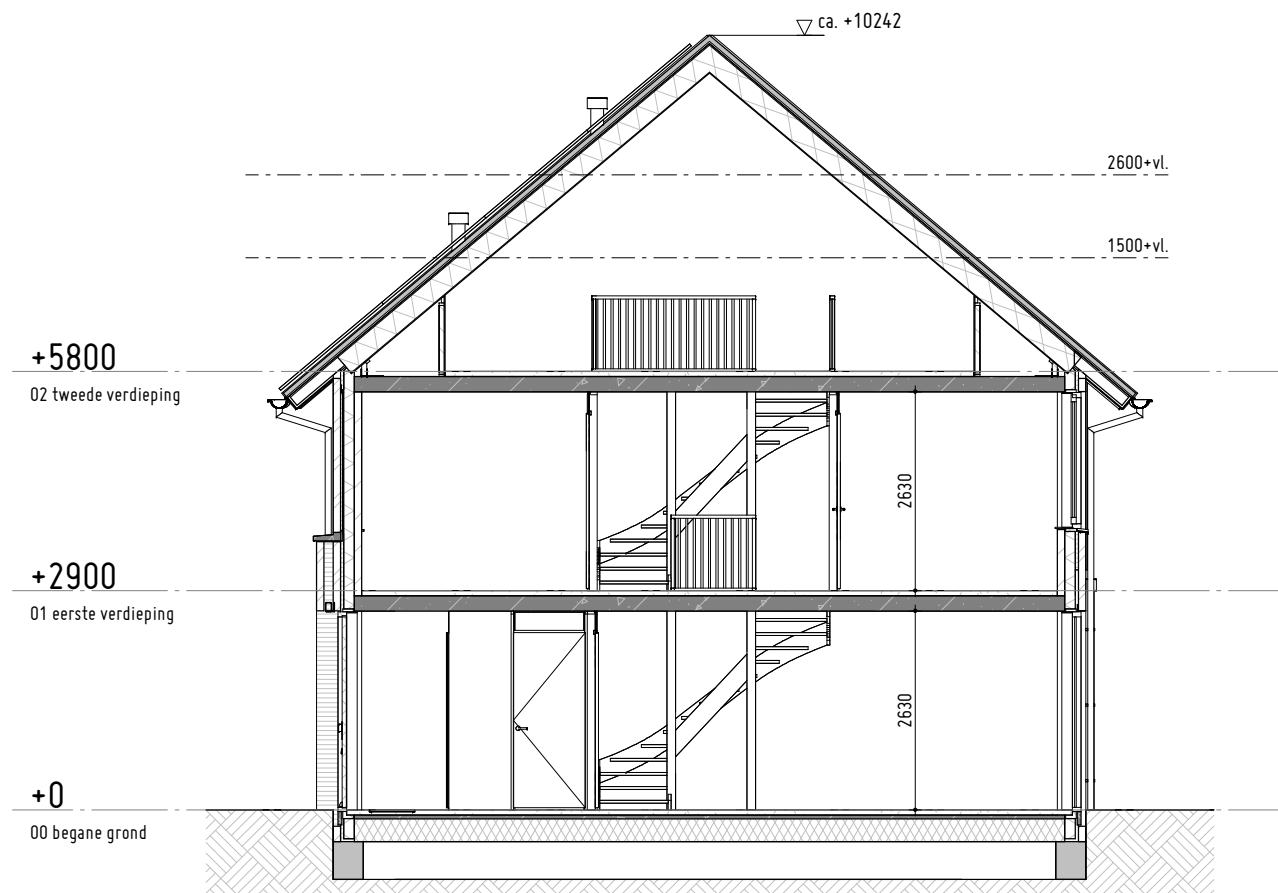 ca. +10242
2600+vl.
1500+vl.
+5800
02 tweede verdieping
2630
+2900
01 eerste verdieping
2630
+0
00 begane grond